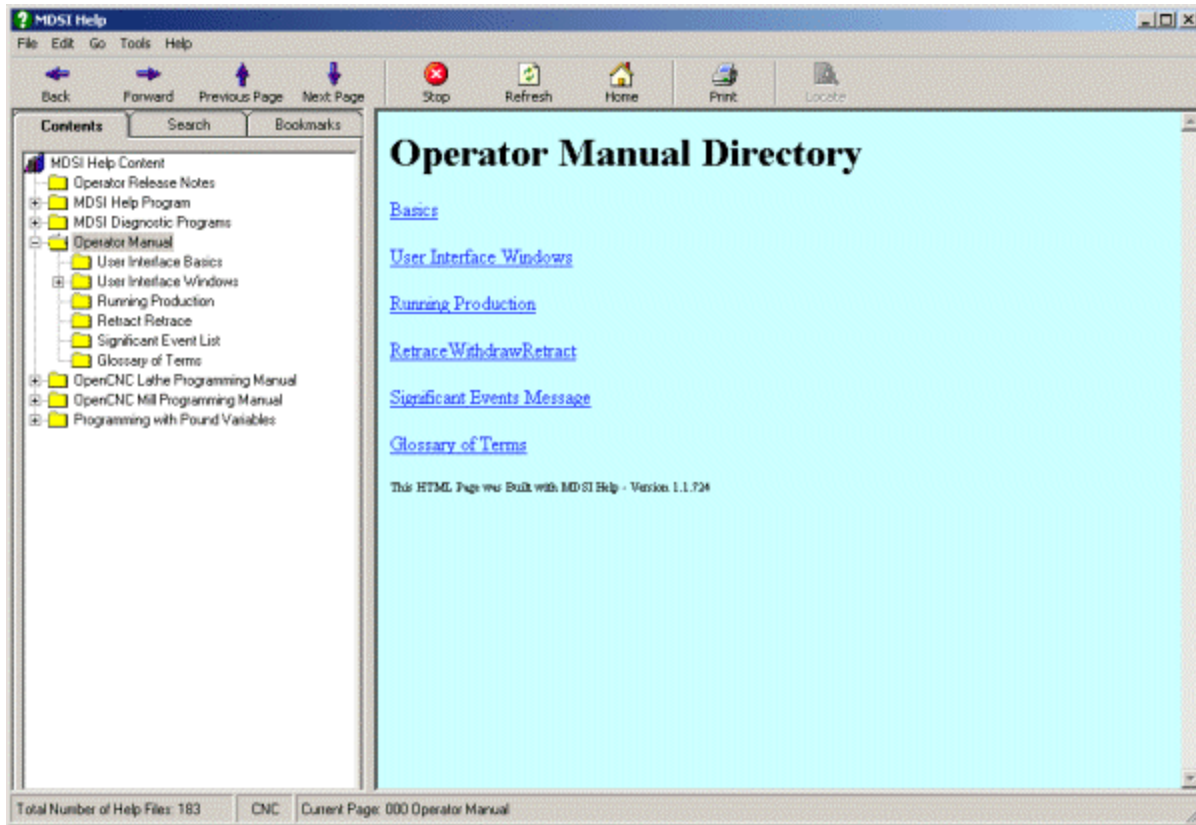 MDSI Help
File Edit Go Tools Help
Back Forward Previous Page Next Page Stop Refresh Home Print Locate
Contents Search Bookmarks
MDSI Help Content
Operator Release Notes
MDSI Help Program
MDSI Diagnostic Programs
Operator Manual
User Interface Basics
User Interface Windows
Running Production
Retract Retrace
Significant Event List
Glossary of Terms
OpenCNC Lathe Programming Manual
OpenCNC Mill Programming Manual
Programming with Pound Variables
Operator Manual Directory
Basics
User Interface Windows
Running Production
RetraceWithdrawRetract
Significant Events Message
Glossary of Terms
This HTML Page was Built with MDSI Help - Version 1.1.724
Total Number of Help Files: 183 CNC Current Page: 000 Operator Manual